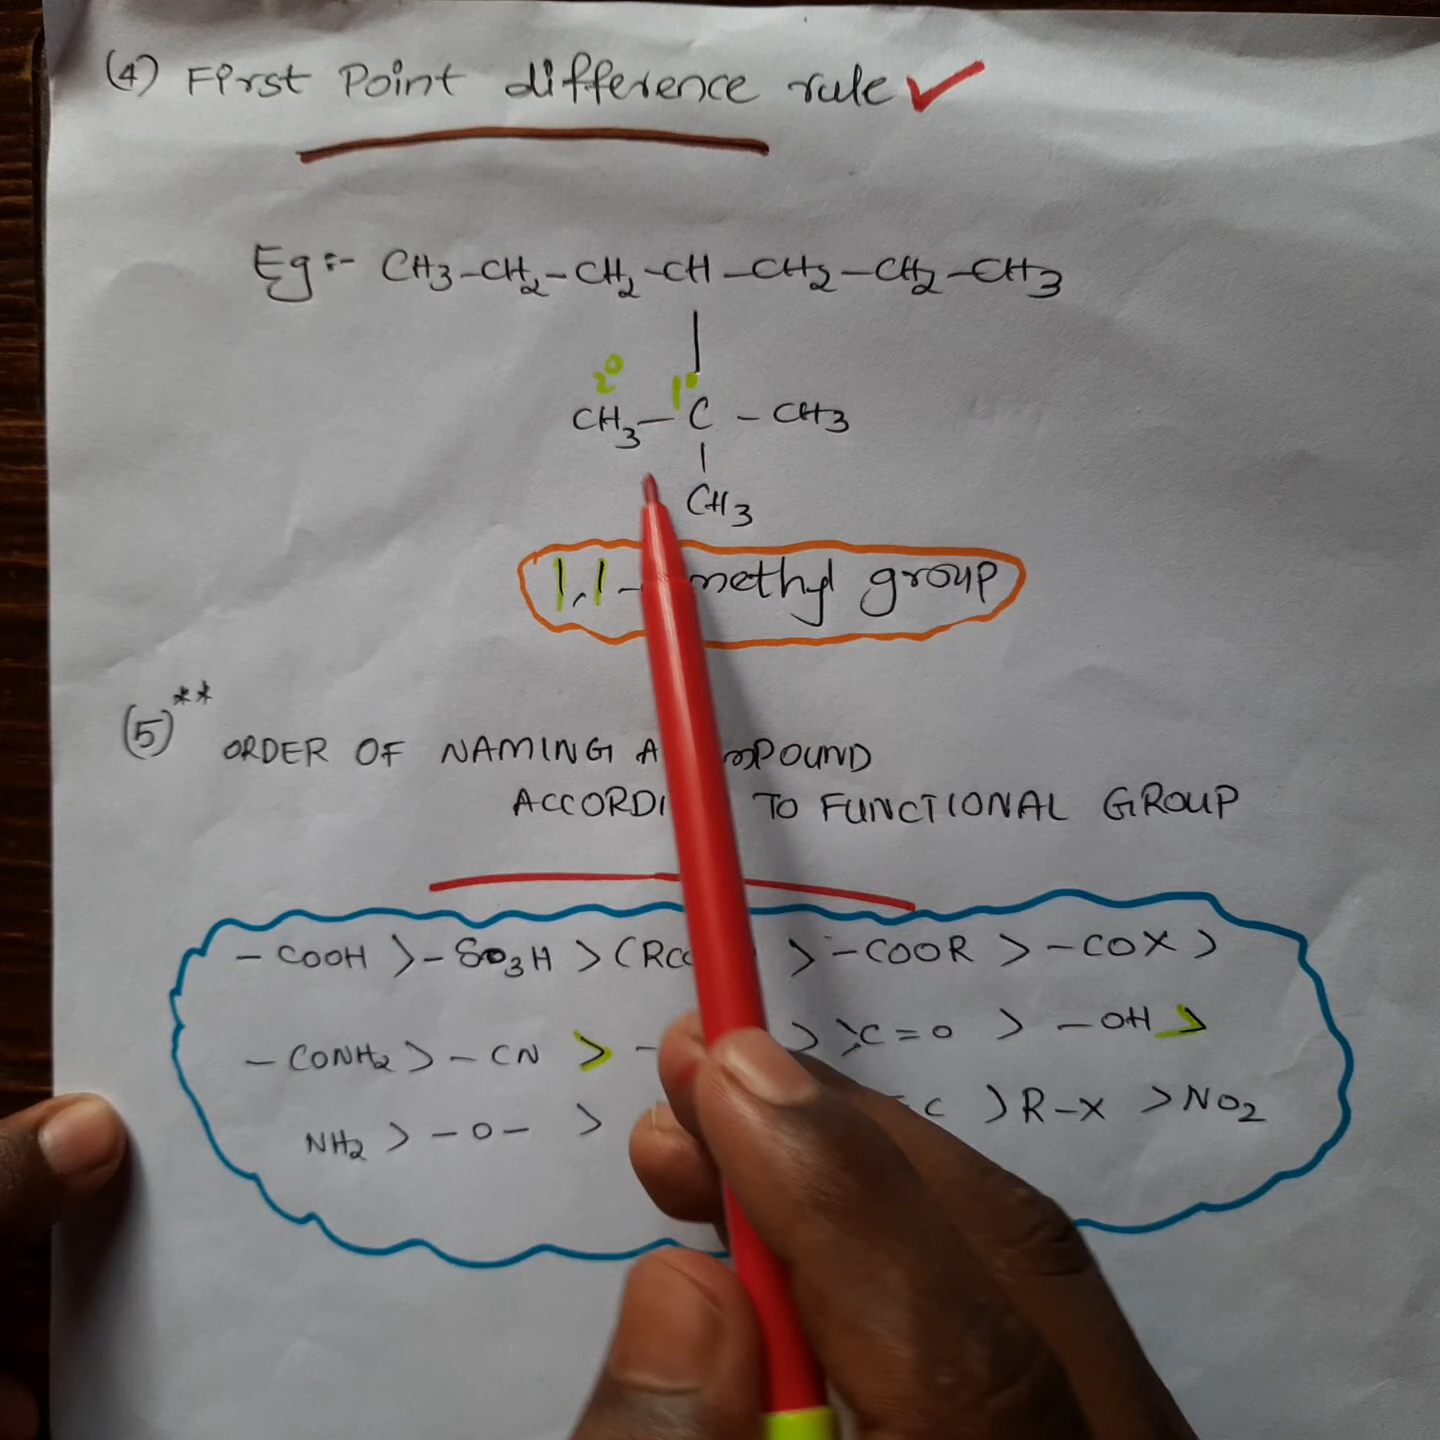 (4) First Point difference rule ✓
Eg:- CH3-CH2-CH2-CH-CH2-CH2-CH3
2° 1°
CH3-C-CH3
CH3
1,1- methyl group
(5)**
ORDER OF NAMING A
ACCORDI TO FUNCTIONAL GROUP
-COOH >-SO3H > > -COOR > -COX >
-CONH2 > -CN > - > >C=O > -OH >
NH2 > -O- > =C > R-X > NO2